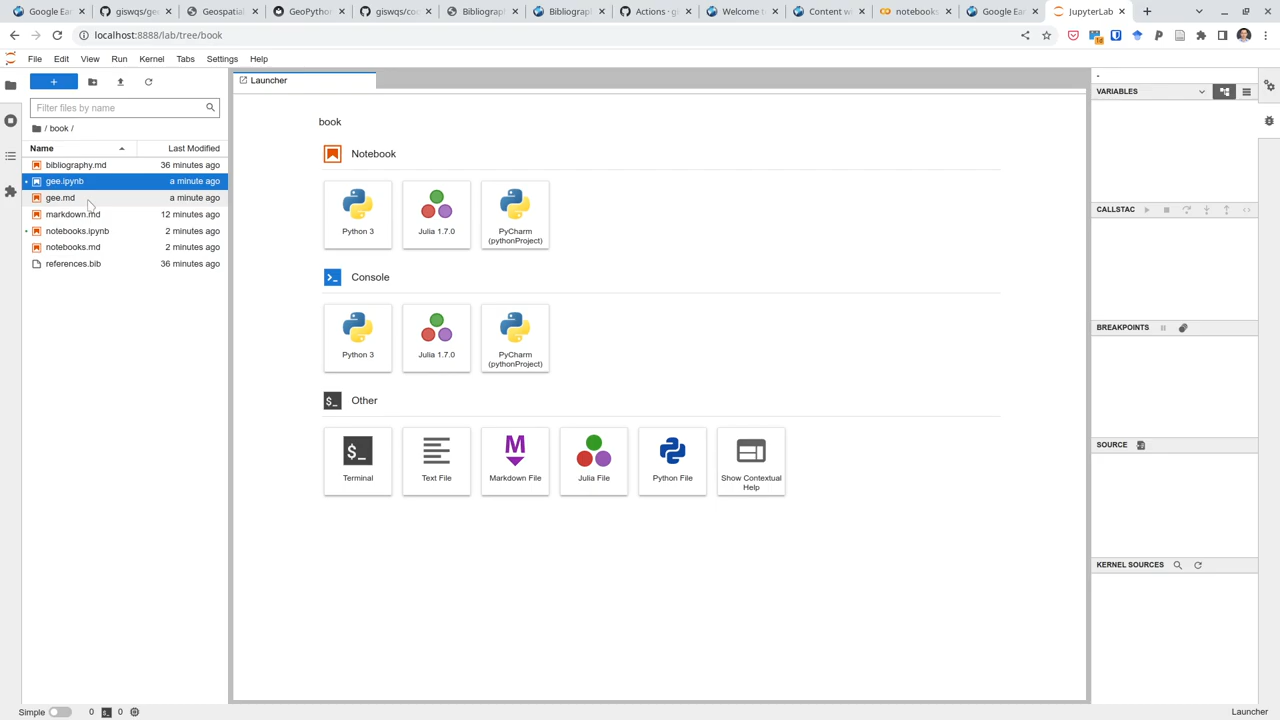 Google Ea
giswqs/gee
Geospatial
GeoPython
giswqs/co
Bibliograp
Bibliograp
Actions · g
Welcome to
Content wi
notebooks
Google Ear
JupyterLab
localhost:8888/lab/tree/book
File Edit View Run Kernel Tabs Settings Help
+
Filter files by name
/ book /
Name Last Modified
bibliography.md 36 minutes ago
gee.ipynb a minute ago
gee.md a minute ago
markdown.md 12 minutes ago
notebooks.ipynb 2 minutes ago
notebooks.md 2 minutes ago
references.bib 36 minutes ago
Launcher
book
Notebook
Python 3
Julia 1.7.0
PyCharm
(pythonProject)
Console
Python 3
Julia 1.7.0
PyCharm
(pythonProject)
$_ Other
$_
Terminal
Text File
M
Markdown File
Julia File
Python File
Show Contextual
Help
-
VARIABLES
CALLSTAC
BREAKPOINTS
SOURCE
KERNEL SOURCES
Simple 0 $_ 0
Launcher